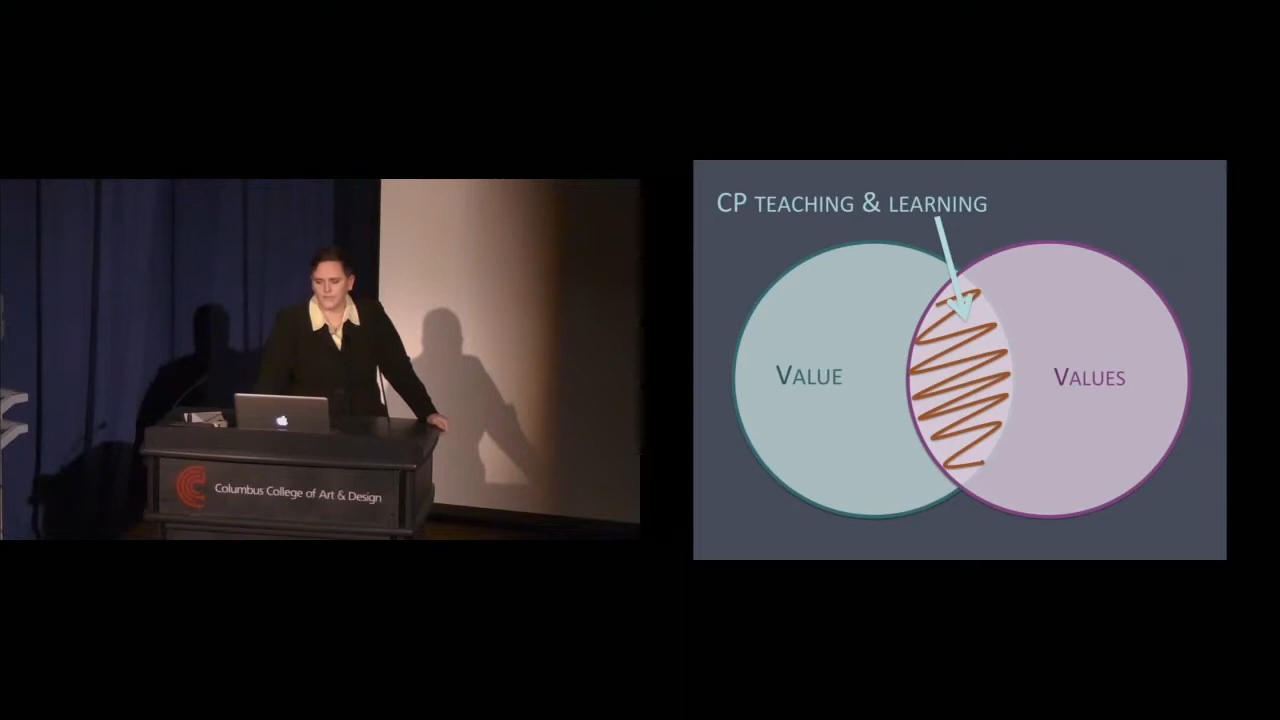 CP TEACHING & LEARNING
VALUE
VALUES
Columbus College of Art & Design